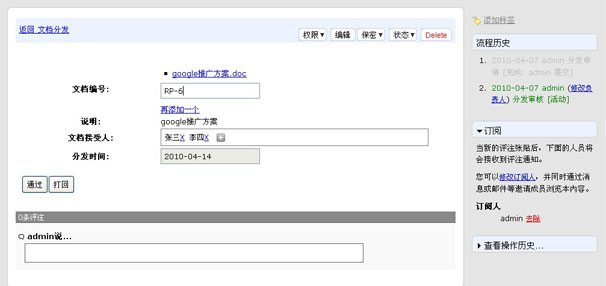 返回 文档分发
权限▼ 编辑 保密▼ 状态▼ Delete
google推广方案.doc
文档编号: RP-6
再添加一个
说明: google推广方案
文档接受人: 张三X 李四X
分发时间: 2010-04-14
通过 打回
0条评注
admin说...
添加标签
流程历史
1. 2010-04-07 admin 分发申
请 [完成: admin 提交]
2. 2010-04-07 admin (修改负
责人) 分发审核 [活动]
▼订阅
当新的评注张贴后，下面的人员将
会接收到评注通知。
您可以修改订阅人，并同时通过消
息或邮件等邀请成员浏览本内容。
订阅人
admin 去除
查看操作历史...